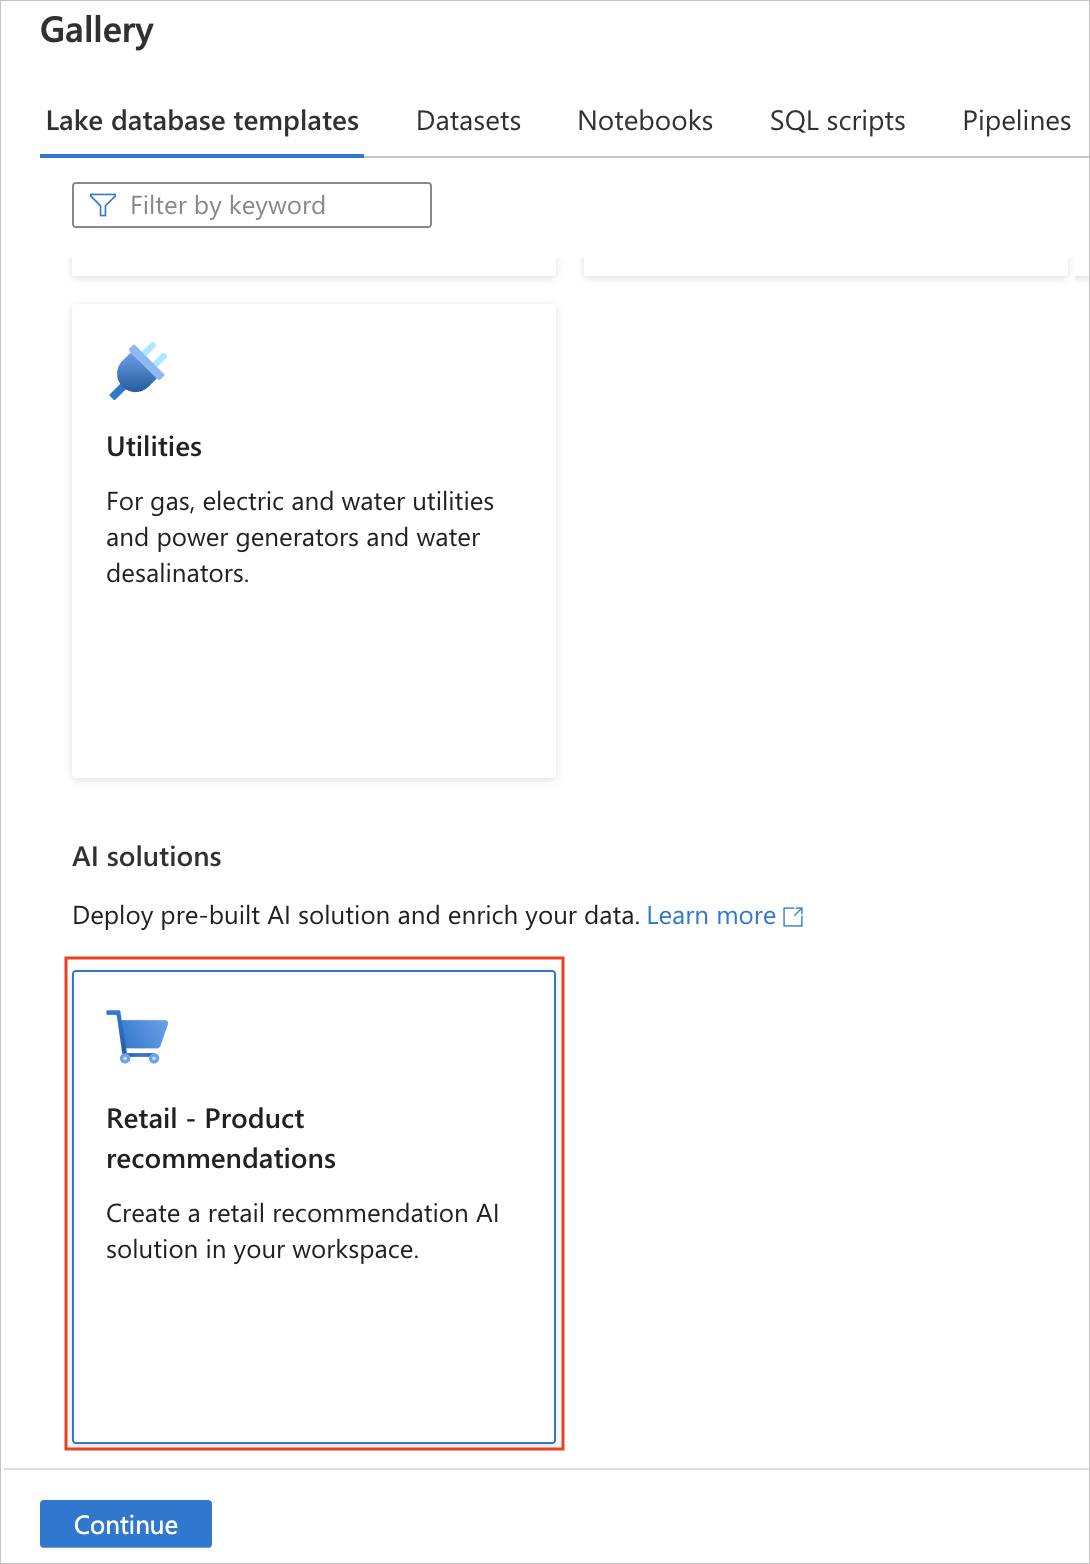 Gallery
Lake database templates
Datasets
Notebooks
SQL scripts
Pipelines
Filter by keyword
Utilities
For gas, electric and water utilities
and power generators and water
desalinators.
AI solutions
Deploy pre-built AI solution and enrich your data. Learn more
Retail - Product
recommendations
Create a retail recommendation AI
solution in your workspace.
Continue